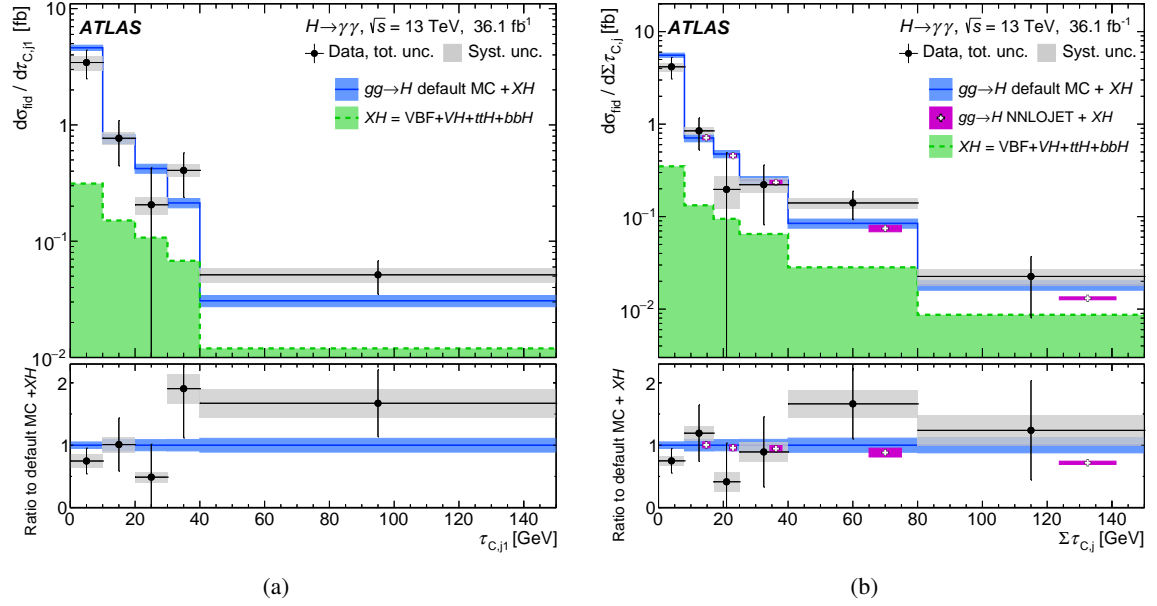 ATLAS
H→γγ, √s = 13 TeV, 36.1 fb¹
Data, tot. unc. Syst. unc.
gg→H default MC + XH
XH = VBF+VH+ttH+bbH
dσfid / dτC,j1 [fb]
10
1
10⁻¹
10⁻²
Ratio to default MC +XH
2
1
0
0 20 40 60 80 100 120 140
τC,j1 [GeV]
(a)
ATLAS
H→γγ, √s = 13 TeV, 36.1 fb⁻¹
Data, tot. unc. Syst. unc.
gg→H default MC + XH
gg→H NNLOJET + XH
XH = VBF+VH+ttH+bbH
dσfid / dΣτC,j [fb]
10
1
10⁻¹
10⁻²
Ratio to default MC + XH
2
1
0
0 20 40 60 80 100 120 140
ΣτC,j [GeV]
(b)